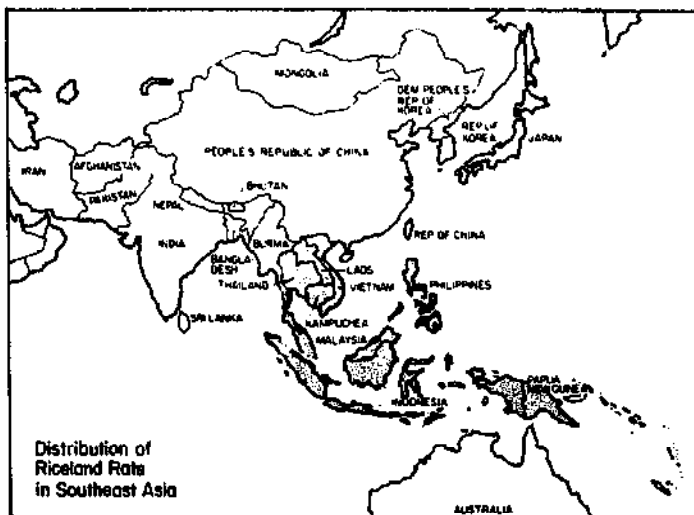 MONGOLIA
DEM PEOPLE'S
REP OF
KOREA
REP OF
KOREA
JAPAN
PEOPLE'S REPUBLIC OF CHINA
IRAN
AFGHANISTAN
PAKISTAN
NEPAL
BHUTAN
INDIA
BANGLA
DESH
BURMA
REP OF CHINA
LAOS
THAILAND
VIETNAM
PHILIPPINES
SRI LANKA
KAMPUCHEA
MALAYSIA
PAPUA
NEW GUINEA
INDONESIA
Distribution of
Riceland Rats
in Southeast Asia
AUSTRALIA